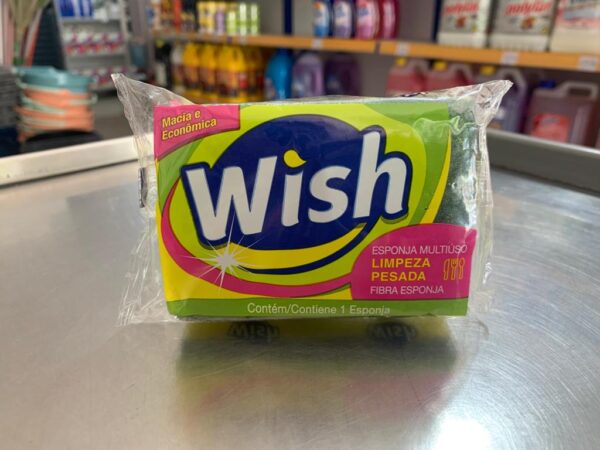 Macia e
Econômica
Wish
ESPONJA MULTIUSO
LIMPEZA
PESADA
FIBRA ESPONJA
Contém/Contiene 1 Esponja